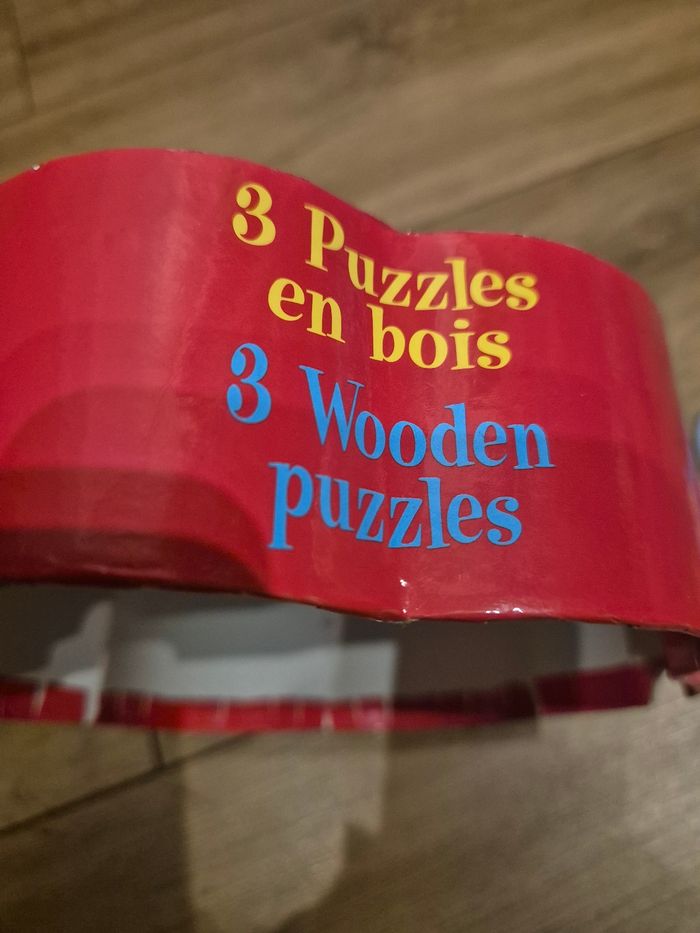 3 Puzzles
en bois
3 Wooden
puzzles